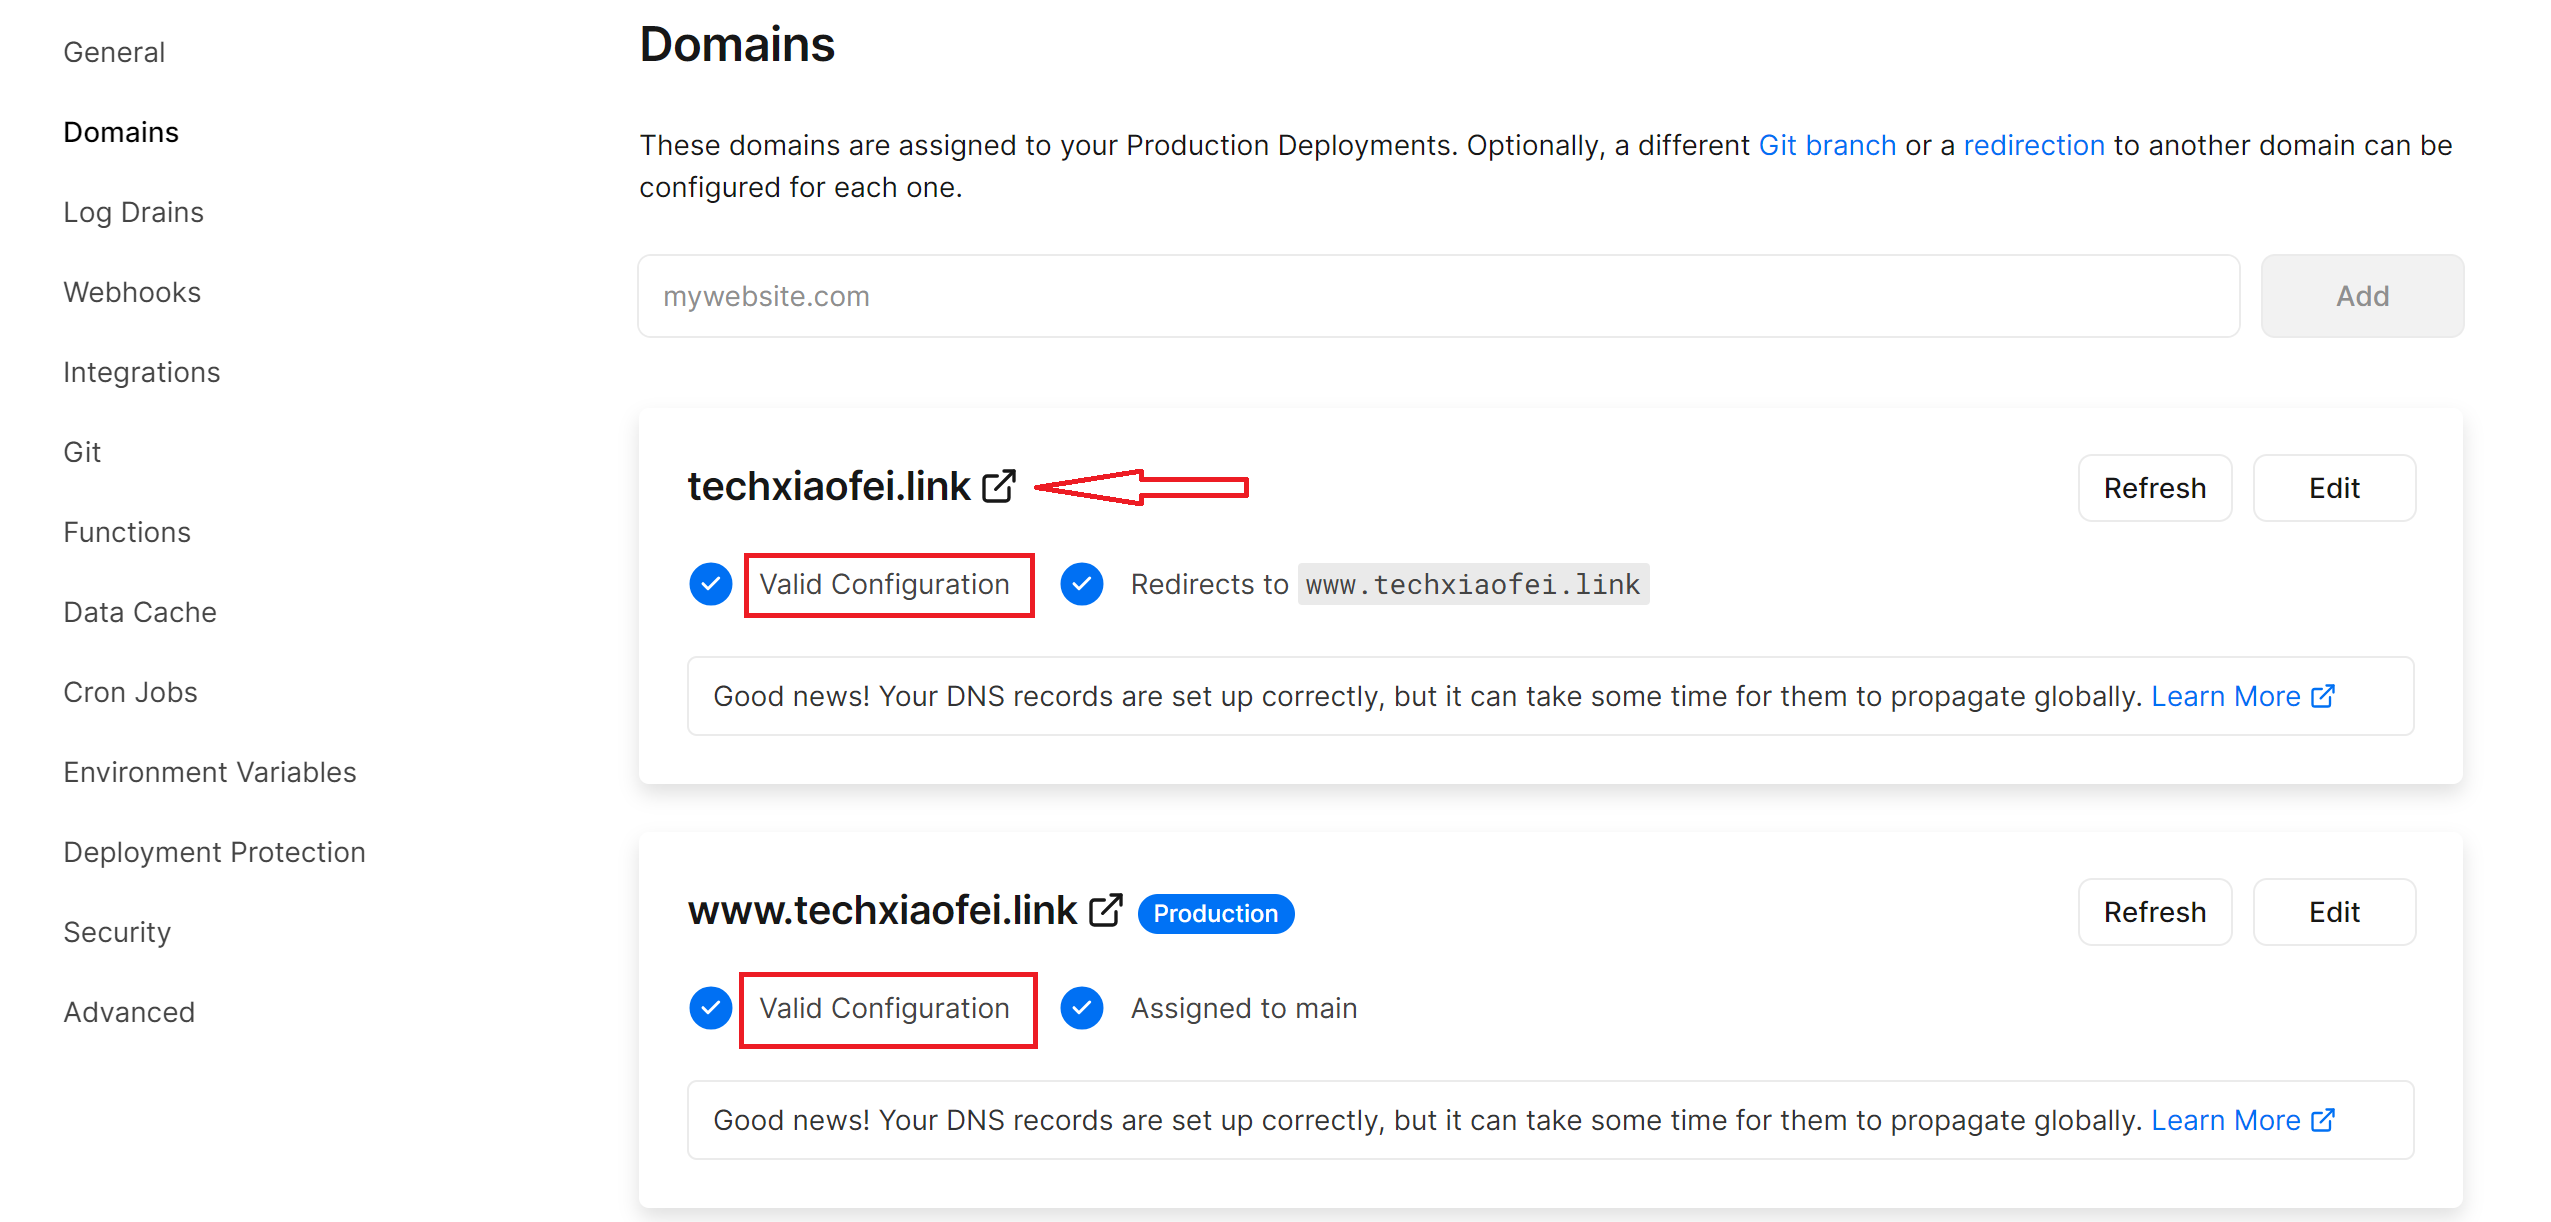 General
Domains
Log Drains
Webhooks
Integrations
Git
Functions
Data Cache
Cron Jobs
Environment Variables
Deployment Protection
Security
Advanced
Domains
These domains are assigned to your Production Deployments. Optionally, a different Git branch or a redirection to another domain can be
configured for each one.
mywebsite.com
Add
techxiaofei.link
Refresh
Edit
Valid Configuration
Redirects to www.techxiaofei.link
Good news! Your DNS records are set up correctly, but it can take some time for them to propagate globally. Learn More
www.techxiaofei.link
Production
Refresh
Edit
Valid Configuration
Assigned to main
Good news! Your DNS records are set up correctly, but it can take some time for them to propagate globally. Learn More